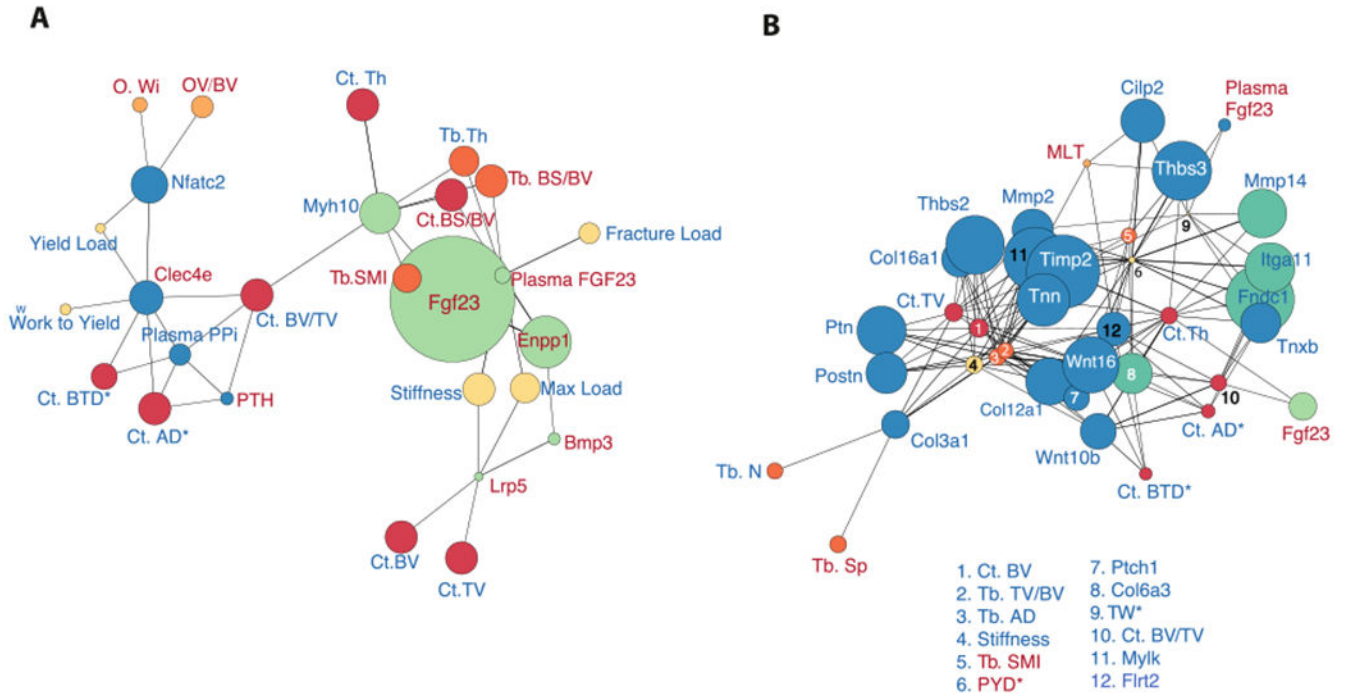 A
O. Wi
OV/BV
Ct. Th
Tb.Th
Tb. BS/BV
Nfatc2
Myh10
Ct.BS/BV
Yield Load
Fracture Load
Clec4e
Tb.SMI
Plasma FGF23
Fgf23
W
Work to Yield
Ct. BV/TV
Plasma PPi
Enpp1
Ct. BTD*
PTH
Stiffness
Max Load
Ct. AD*
Bmp3
Lrp5
Ct.BV
Ct.TV
B
Cilp2
Plasma
Fgf23
MLT
Thbs3
Mmp14
Thbs2
Mmp2
9
5
Col16a1
11
Timp2
6
Itga11
Tnn
Fndc1
Ct.TV
Ptn
1
12
Ct.Th
Tnxb
2
3
4
Wnt16
8
Postn
7
10
Col12a1
Ct. AD*
Fgf23
Col3a1
Wnt10b
Tb. N
Ct. BTD*
Tb. Sp
1. Ct. BV
2. Tb. TV/BV
3. Tb. AD
4. Stiffness
5. Tb. SMI
6. PYD*
7. Ptch1
8. Col6a3
9. TW*
10. Ct. BV/TV
11. Mylk
12. Flrt2